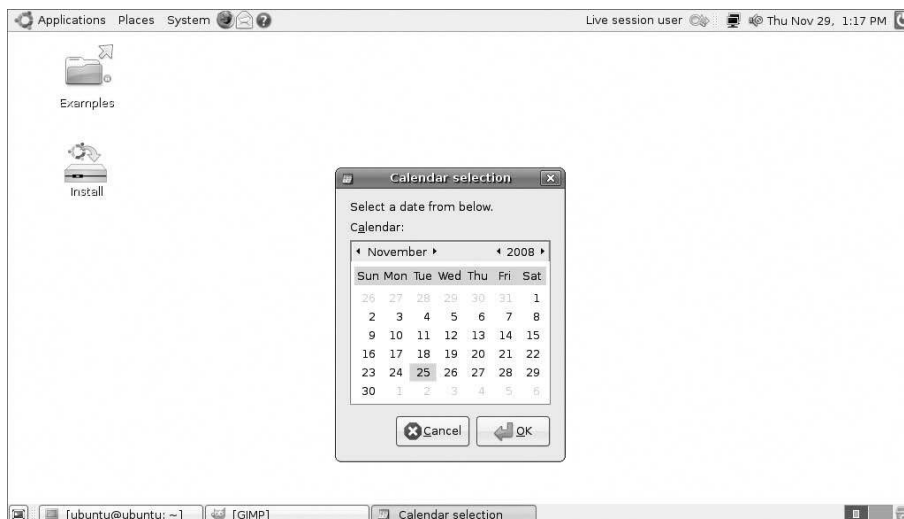 Applications Places System
Live session user
Thu Nov 29, 1:17 PM
Examples
Install
Calendar selection
Select a date from below.
Calendar:
November 2008
Sun Mon Tue Wed Thu Fri Sat
26 27 28 29 30 31 1
2 3 4 5 6 7 8
9 10 11 12 13 14 15
16 17 18 19 20 21 22
23 24 25 26 27 28 29
30 1 2 3 4 5 6
Cancel OK
[ubuntu@ubuntu: ~] [GIMP] Calendar selection